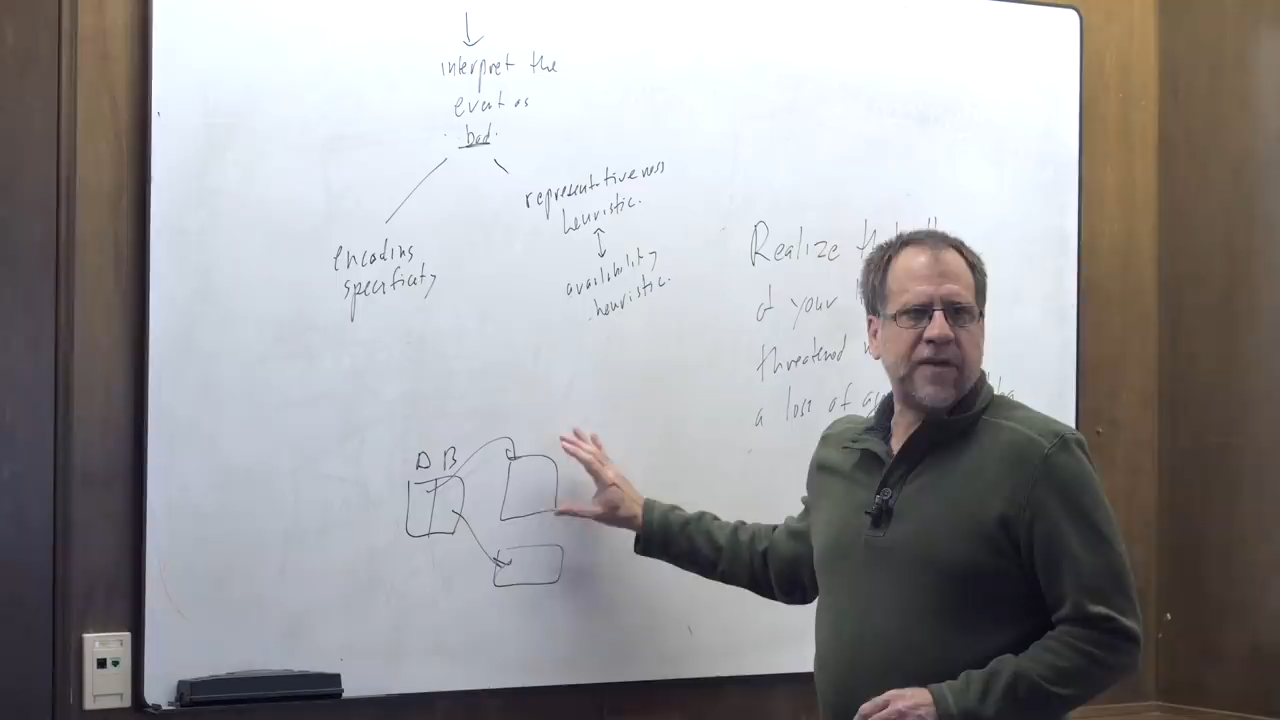 interpret the
event as
bad.
representativeness
heuristic.
encoding
specificity
availability
heuristic.
Realize
of your
threatened
a loss of
D B